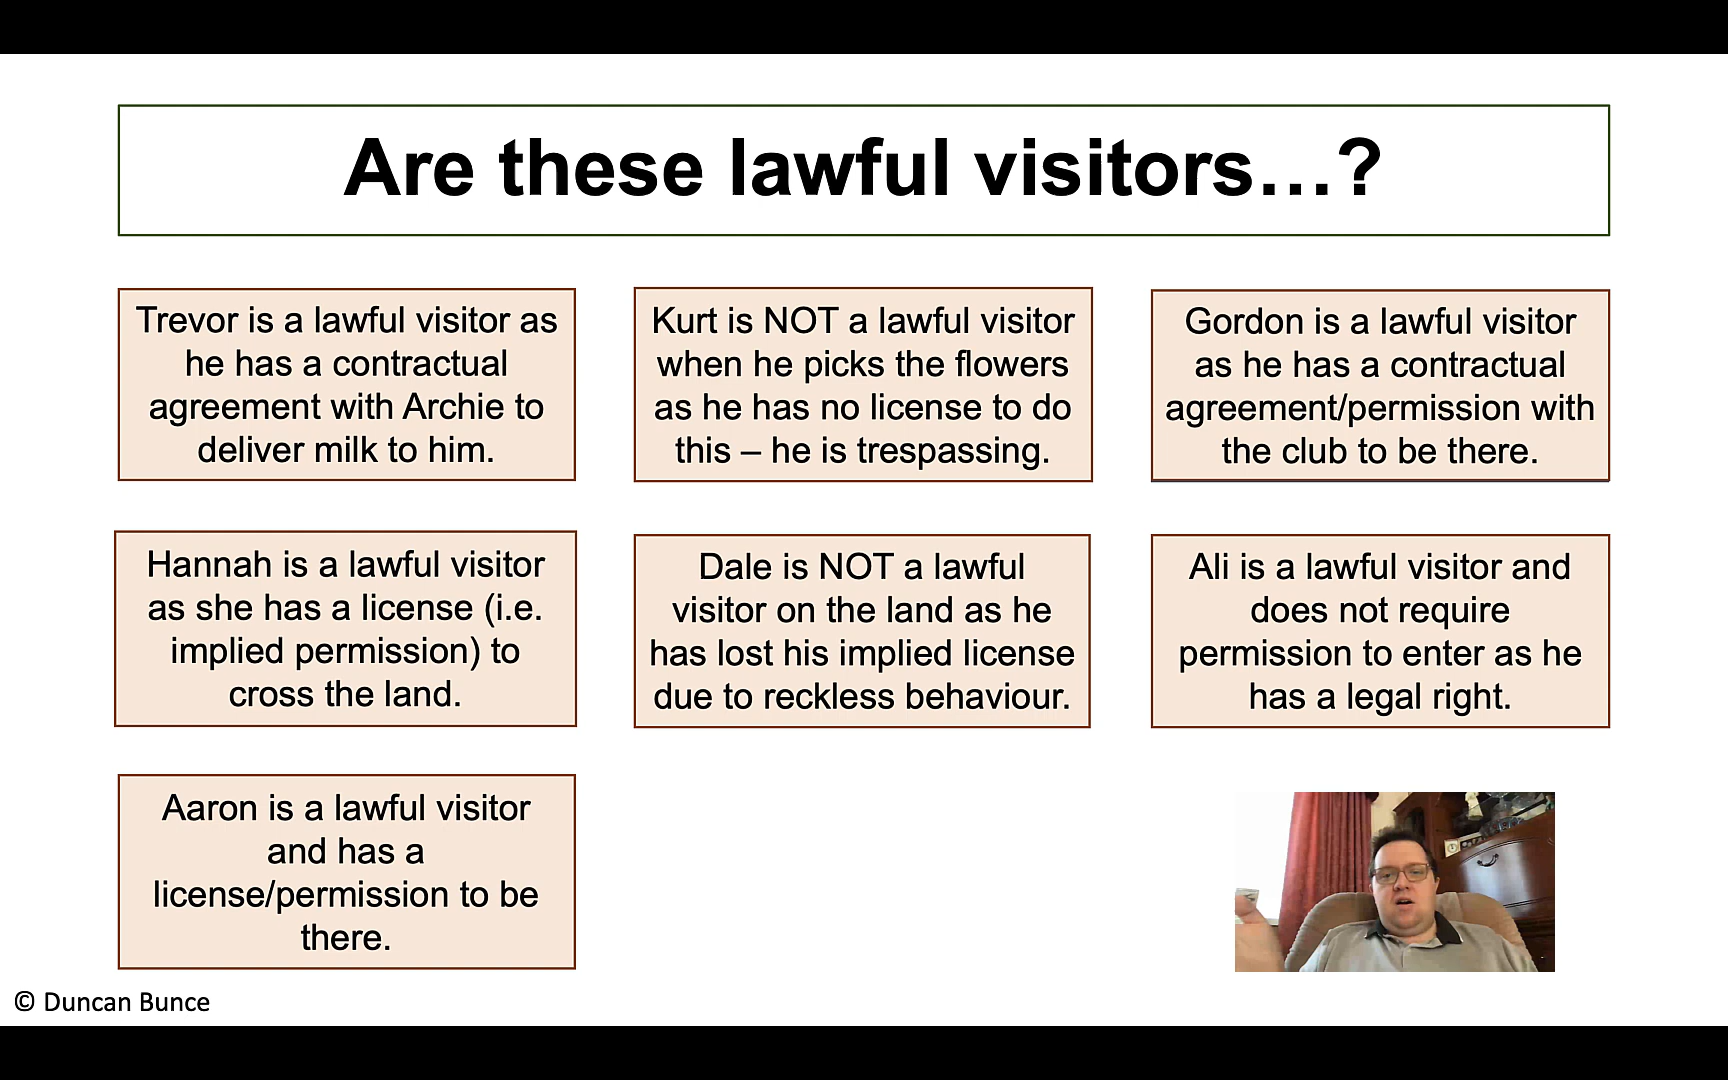 Are these lawful visitors…?
Trevor is a lawful visitor as
he has a contractual
agreement with Archie to
deliver milk to him.
Kurt is NOT a lawful visitor
when he picks the flowers
as he has no license to do
this – he is trespassing.
Gordon is a lawful visitor
as he has a contractual
agreement/permission with
the club to be there.
Hannah is a lawful visitor
as she has a license (i.e.
implied permission) to
cross the land.
Dale is NOT a lawful
visitor on the land as he
has lost his implied license
due to reckless behaviour.
Ali is a lawful visitor and
does not require
permission to enter as he
has a legal right.
Aaron is a lawful visitor
and has a
license/permission to be
there.
© Duncan Bunce